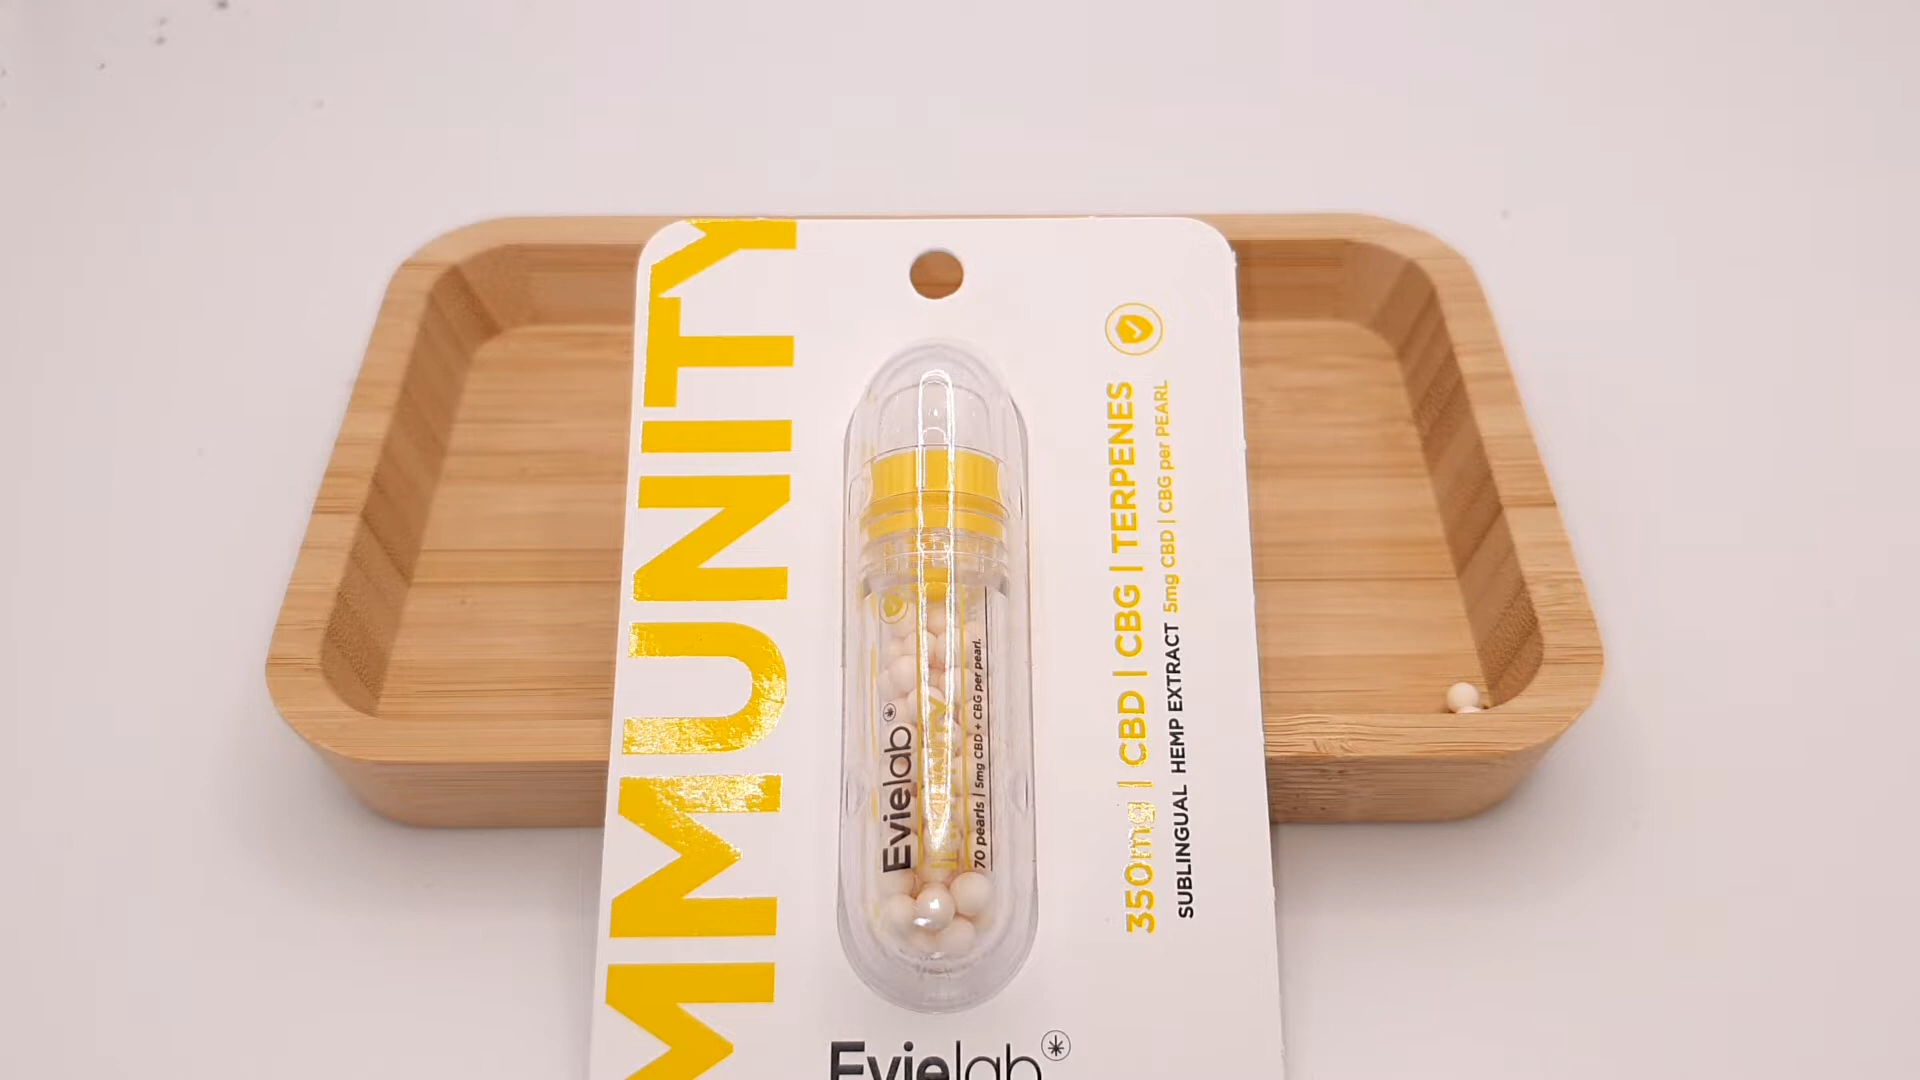 MMUNITY
Evielab
70 pearls | 5mg CBD + CBG per pearl.
350mg | CBD | CBG | TERPENES
SUBLINGUAL HEMP EXTRACT 5mg CBD | CBG per PEARL
Evielab